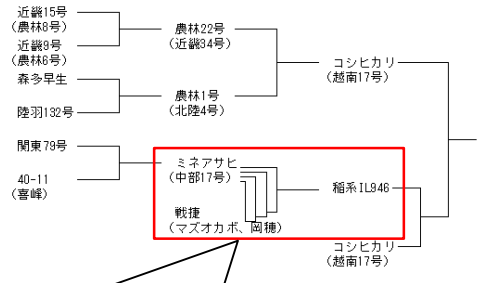 近畿15号
(農林8号)
近畿9号
(農林6号)
農林22号
(近畿34号)
森多早生
陸羽132号
農林1号
(北陸4号)
コシヒカリ
(越南17号)
関東79号
40-11
(喜峰)
ミネアサヒ
(中部17号)
戦捷
(マズオカボ、岡穂)
稲系IL946
コシヒカリ
(越南17号)